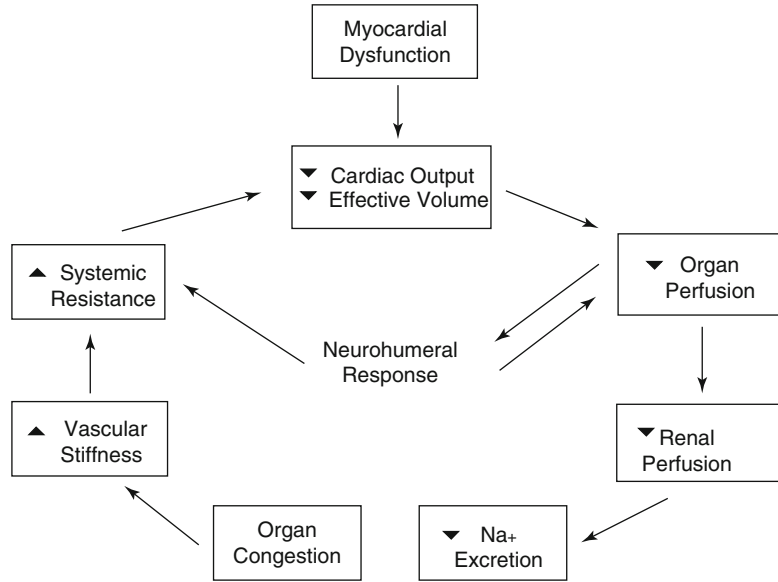 Myocardial
Dysfunction
▼ Cardiac Output
▼ Effective Volume
▲ Systemic
Resistance
▼ Organ
Perfusion
Neurohumeral
Response
▲ Vascular
Stiffness
▼ Renal
Perfusion
Organ
Congestion
▼ Na+
Excretion